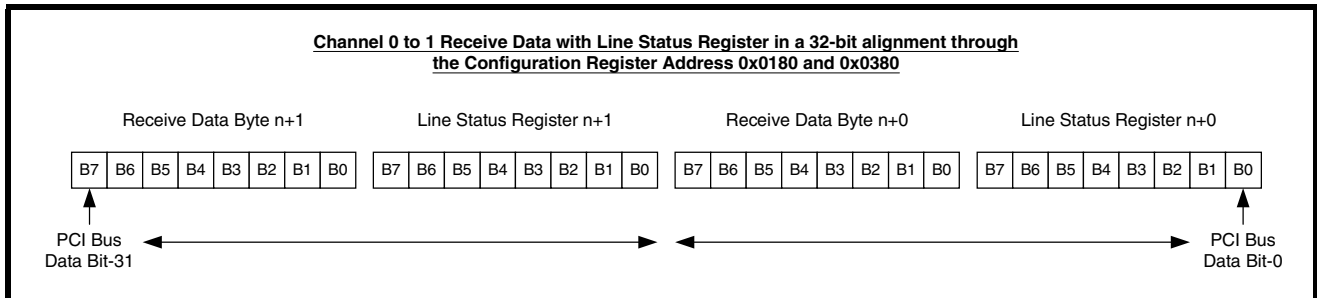 Channel 0 to 1 Receive Data with Line Status Register in a 32-bit alignment through
the Configuration Register Address 0x0180 and 0x0380
Receive Data Byte n+1 Line Status Register n+1 Receive Data Byte n+0 Line Status Register n+0
B7 B6 B5 B4 B3 B2 B1 B0 B7 B6 B5 B4 B3 B2 B1 B0 B7 B6 B5 B4 B3 B2 B1 B0 B7 B6 B5 B4 B3 B2 B1 B0
PCI Bus
Data Bit-31
PCI Bus
Data Bit-0